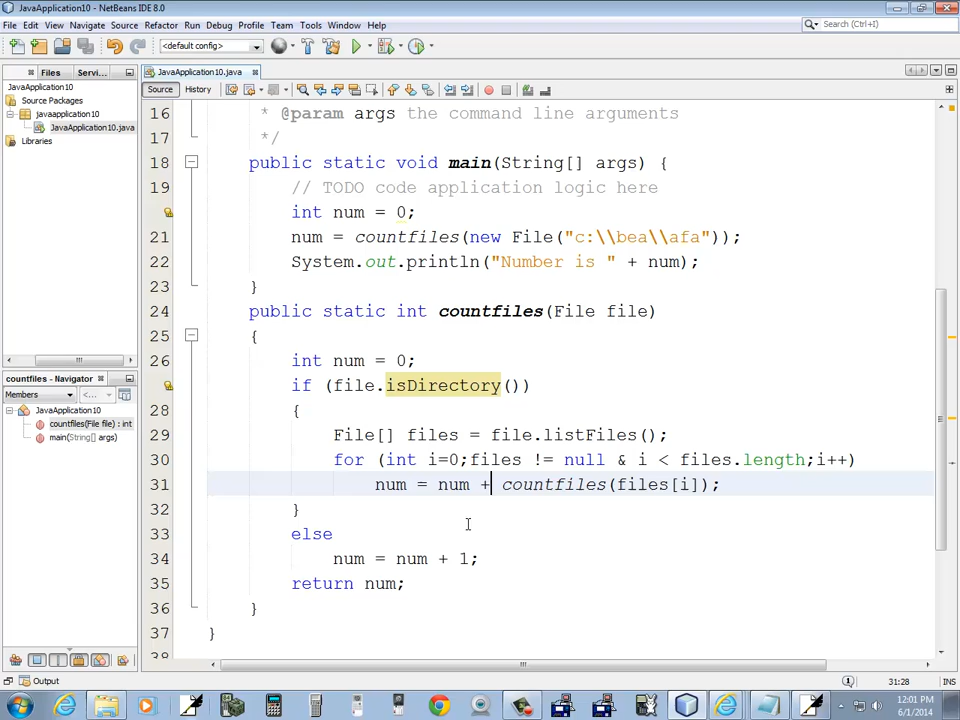 JavaApplication10 - NetBeans IDE 8.0
File Edit View Navigate Source Refactor Run Debug Profile Team Tools Window Help
<default config>
Search (Ctrl+I)
Files Servi...
JavaApplication10.java
JavaApplication10
Source Packages
javaapplication10
JavaApplication10.java
Libraries
Source History
16 * @param args the command line arguments
17 */
18 public static void main(String[] args) {
19 // TODO code application logic here
int num = 0;
21 num = countfiles(new File("c:\\bea\\afa"));
22 System.out.println("Number is " + num);
23 }
24 public static int countfiles(File file)
25 {
26 int num = 0;
if (file.isDirectory())
28 {
29 File[] files = file.listFiles();
30 for (int i=0;files != null & i < files.length;i++)
31 num = num + countfiles(files[i]);
32 }
33 else
34 num = num + 1;
35 return num;
36 }
37 }
38
countfiles - Navigator
Members <...>
JavaApplication10
countfiles(File file) : int
main(String[] args)
Output
1 31:28 INS
12:01 PM
6/1/2014